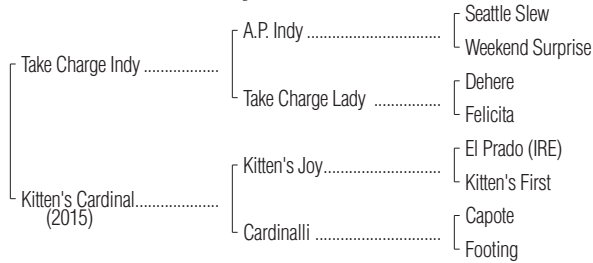 Seattle Slew
A.P. Indy ..........................
Weekend Surprise
Take Charge Indy ..................
Dehere
Take Charge Lady ................
Felicita
El Prado (IRE)
Kitten's Joy............................
Kitten's First
Kitten's Cardinal....................
(2015)
Capote
Cardinalli ..............................
Footing